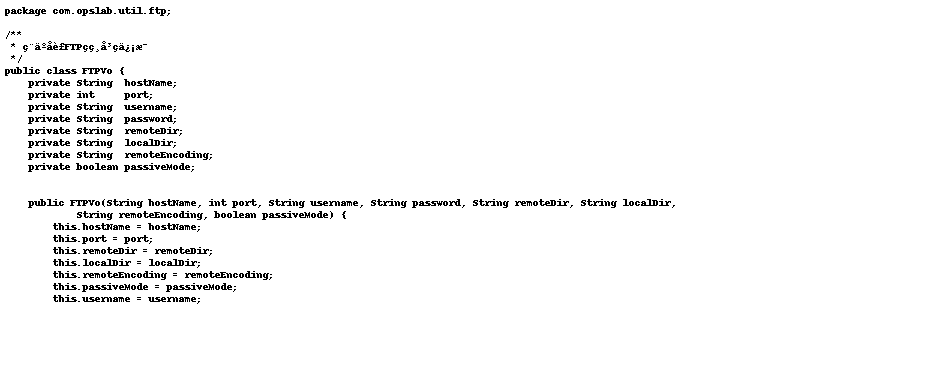 package com.opslab.util.ftp;
/**
 * ç¨äºå­è£FTPçç¸å³çä¿¡æ¯
 */
public class FTPVo {
    private String  hostName;
    private int     port;
    private String  username;
    private String  password;
    private String  remoteDir;
    private String  localDir;
    private String  remoteEncoding;
    private boolean passiveMode;
    public FTPVo(String hostName, int port, String username, String password, String remoteDir, String localDir,
            String remoteEncoding, boolean passiveMode) {
        this.hostName = hostName;
        this.port = port;
        this.remoteDir = remoteDir;
        this.localDir = localDir;
        this.remoteEncoding = remoteEncoding;
        this.passiveMode = passiveMode;
        this.username = username;